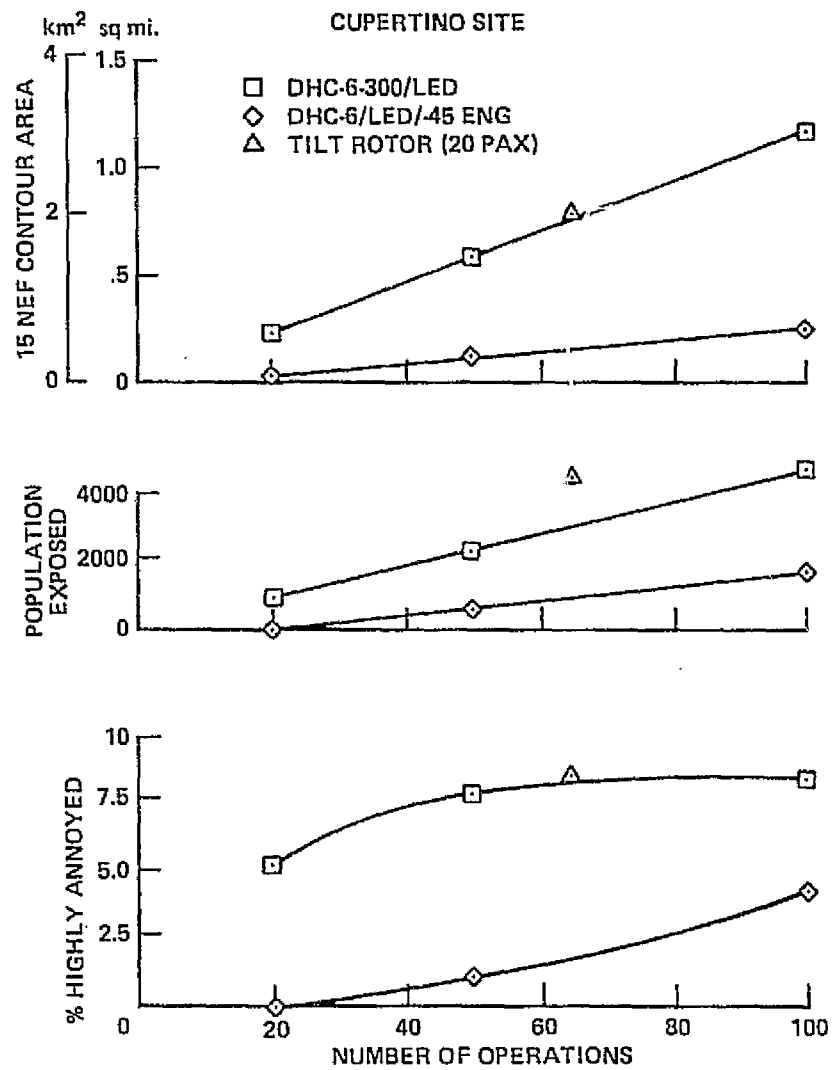 CUPERTINO SITE
km2 sq mi.
4 1.5
1.0
2
.5
0 0
15 NEF CONTOUR AREA
DHC-6-300/LED
DHC-6/LED/-45 ENG
TILT ROTOR (20 PAX)
4000
2000
0
POPULATION
EXPOSED
10
7.5
5.0
2.5
0
% HIGHLY ANNOYED
20 40 60 80 100
NUMBER OF OPERATIONS